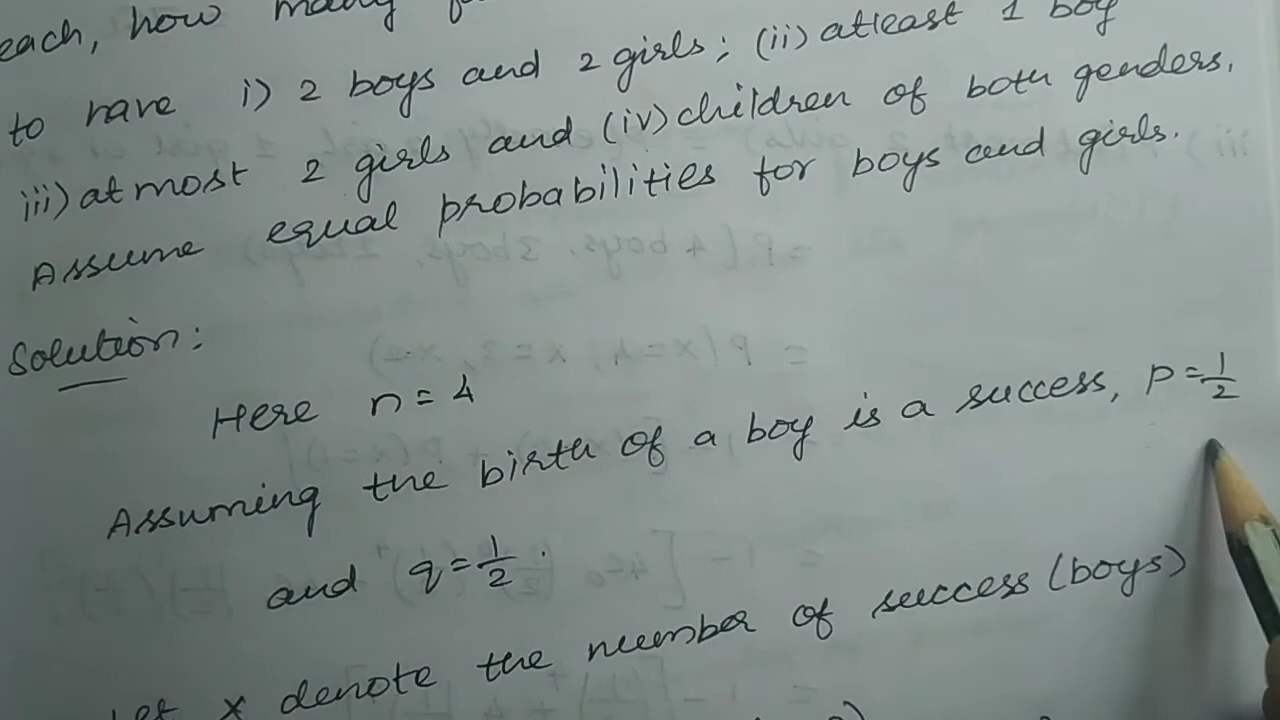 each, how many
to have i) 2 boys and 2 girls; (ii) atleast 1 boy
iii) atmost 2 girls and (iv) children of both genders.
Assume equal probabilities for boys and girls.
Solution:
Here n = 4
Assuming the birth of a boy is a success, p = 1/2
and q = 1/2.
Let x denote the number of success (boys)